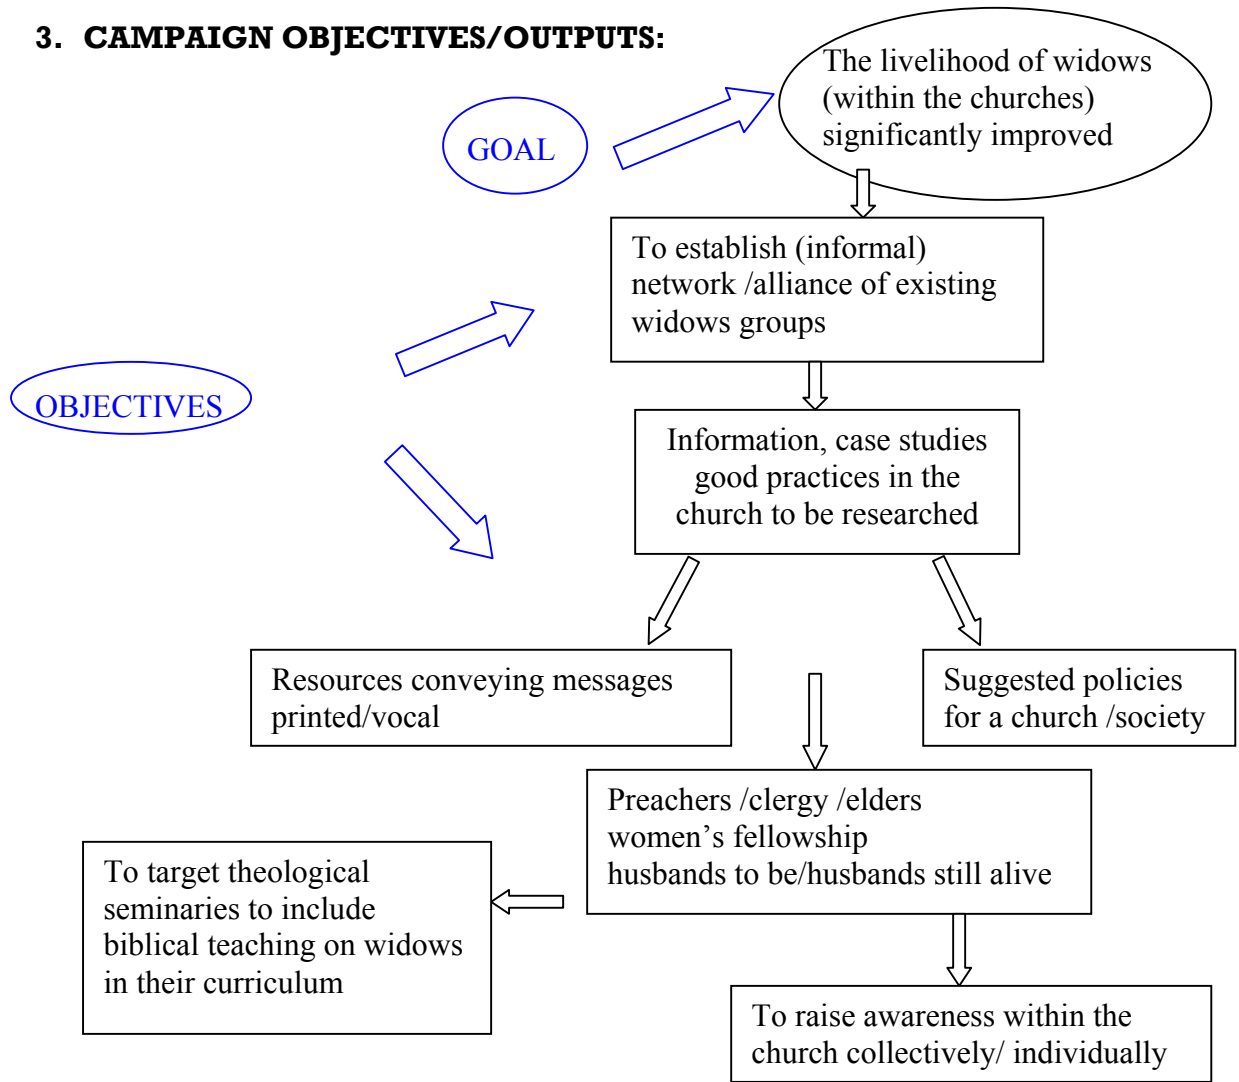 3. CAMPAIGN OBJECTIVES/OUTPUTS:
The livelihood of widows
(within the churches)
significantly improved
GOAL
To establish (informal)
network /alliance of existing
widows groups
OBJECTIVES
Information, case studies
good practices in the
church to be researched
Resources conveying messages
printed/vocal
Suggested policies
for a church /society
Preachers /clergy /elders
women’s fellowship
husbands to be/husbands still alive
To target theological
seminaries to include
biblical teaching on widows
in their curriculum
To raise awareness within the
church collectively/ individually